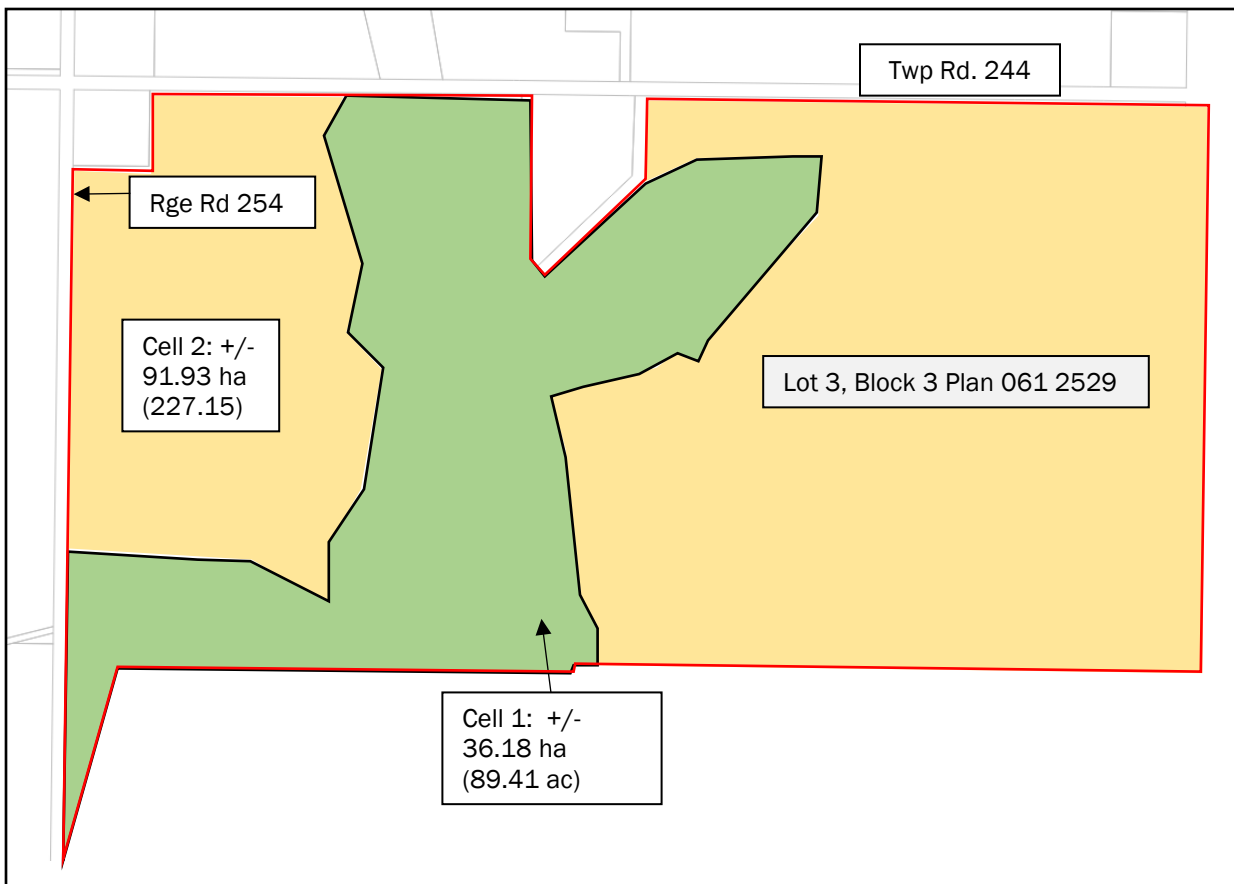 Twp Rd. 244
Rge Rd 254
Cell 2: +/-
91.93 ha
(227.15)
Lot 3, Block 3 Plan 061 2529
Cell 1: +/-
36.18 ha
(89.41 ac)